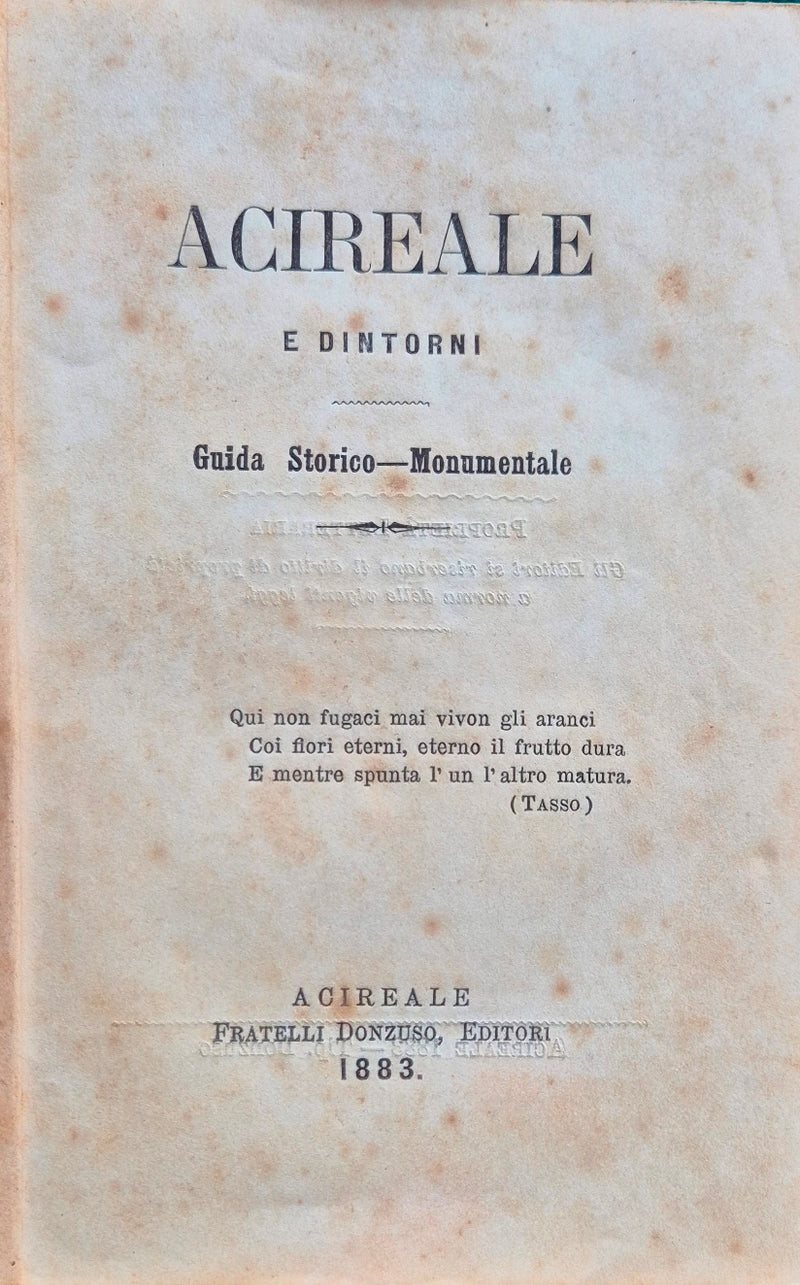 ACIREALE
E DINTORNI
Guida Storico—Monumentale
Qui non fugaci mai vivon gli aranci
Coi fiori eterni, eterno il frutto dura
E mentre spunta l' un l' altro matura.
(TASSO)
ACIREALE
FRATELLI DONZUSO, EDITORI
1883.